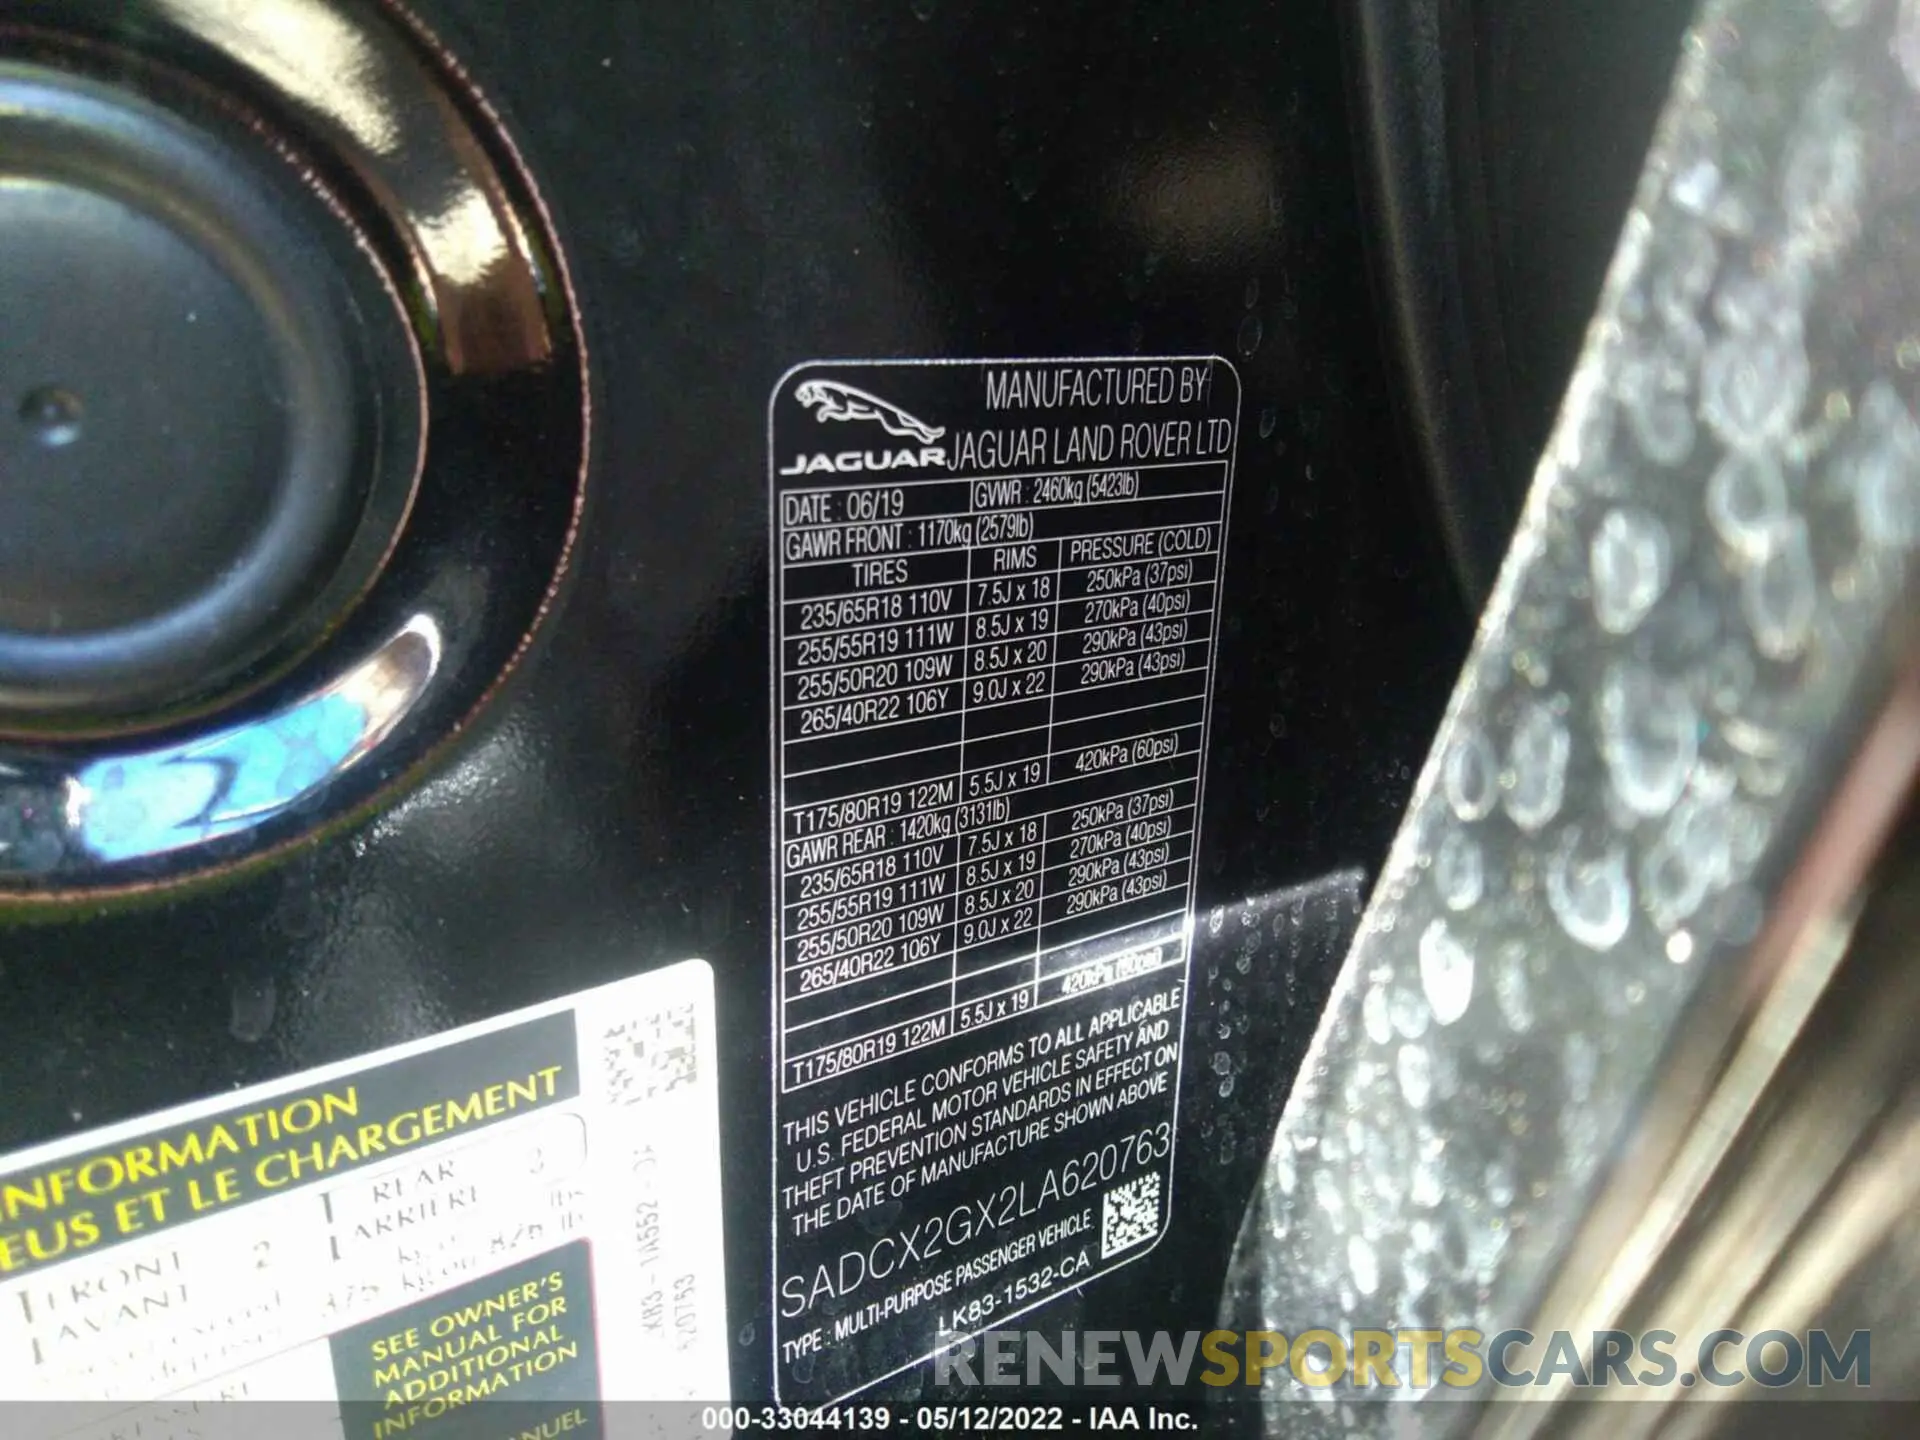 MANUFACTURED BY
JAGUAR JAGUAR LAND ROVER LTD
DATE : 06/19 GVWR : 2460kg (5423lb)
GAWR FRONT : 1170kg (2579lb)
TIRES RIMS PRESSURE (COLD)
235/65R18 110V 7.5J x 18 250kPa (37psi)
255/55R19 111W 8.5J x 19 270kPa (40psi)
255/50R20 109W 8.5J x 20 290kPa (43psi)
265/40R22 106Y 9.0J x 22 290kPa (43psi)
T175/80R19 122M 5.5J x 19 420kPa (60psi)
GAWR REAR : 1420kg (3131lb)
235/65R18 110V 7.5J x 18 250kPa (37psi)
255/55R19 111W 8.5J x 19 270kPa (40psi)
255/50R20 109W 8.5J x 20 290kPa (43psi)
265/40R22 106Y 9.0J x 22 290kPa (43psi)
T175/80R19 122M 5.5J x 19 420kPa (60psi)
THIS VEHICLE CONFORMS TO ALL APPLICABLE
U.S. FEDERAL MOTOR VEHICLE SAFETY AND
THEFT PREVENTION STANDARDS IN EFFECT ON
THE DATE OF MANUFACTURE SHOWN ABOVE
SADCX2GX2LA620763
TYPE : MULTI-PURPOSE PASSENGER VEHICLE
LK83-1532-CA
INFORMATION
EUS ET LE CHARGEMENT
FRONT 2 REAR 3
AVANT ARRIÈRE
SEE OWNER'S
MANUAL FOR
ADDITIONAL
INFORMATION
RENEWSPORTSCARS.COM
000-33044139 - 05/12/2022 - IAA Inc.